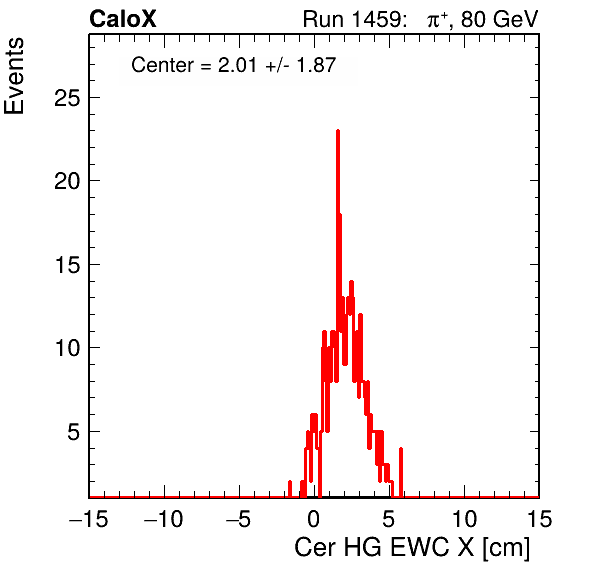 CaloX Run 1459: π⁺, 80 GeV
Center = 2.01 +/- 1.87
Events
25
20
15
10
5
−15 −10 −5 0 5 10 15
Cer HG EWC X [cm]